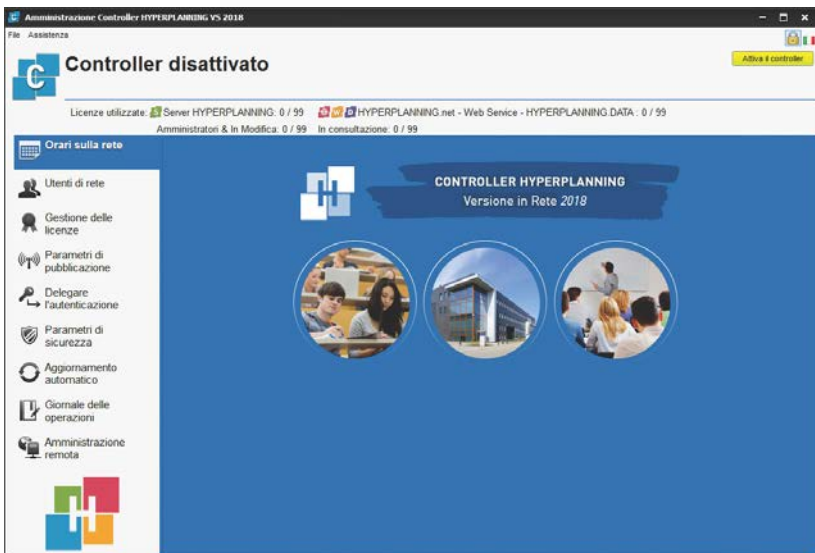 Amministrazione Controller HYPERPLANNING VS 2018
File Assistenza
C
Controller disattivato
Attiva il controller
Licenze utilizzate: S Server HYPERPLANNING: 0 / 99 HYPERPLANNING.net - Web Service - HYPERPLANNING.DATA : 0 / 99
Amministratori & In Modifica: 0 / 99 In consultazione: 0 / 99
Orari sulla rete
Utenti di rete
Gestione delle
licenze
Parametri di
pubblicazione
Delegare
l'autenticazione
Parametri di
sicurezza
Aggiornamento
automatico
Giornale delle
operazioni
Amministrazione
remota
H
CONTROLLER HYPERPLANNING
Versione in Rete 2018
H